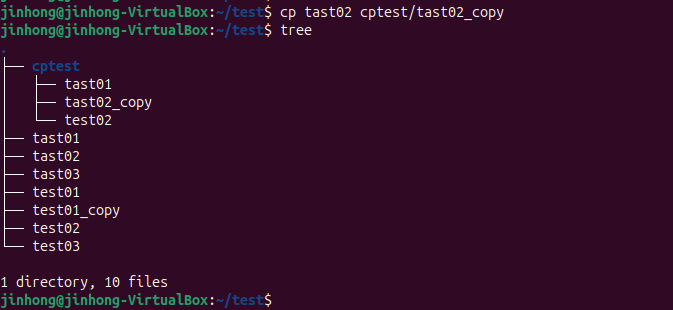 jinhong@jinhong-VirtualBox:~/test$ cp tast02 cptest/tast02_copy
jinhong@jinhong-VirtualBox:~/test$ tree
.
├── cptest
│   ├── tast01
│   ├── tast02_copy
│   └── test02
├── tast01
├── tast02
├── tast03
├── test01
├── test01_copy
├── test02
└── test03
1 directory, 10 files
jinhong@jinhong-VirtualBox:~/test$